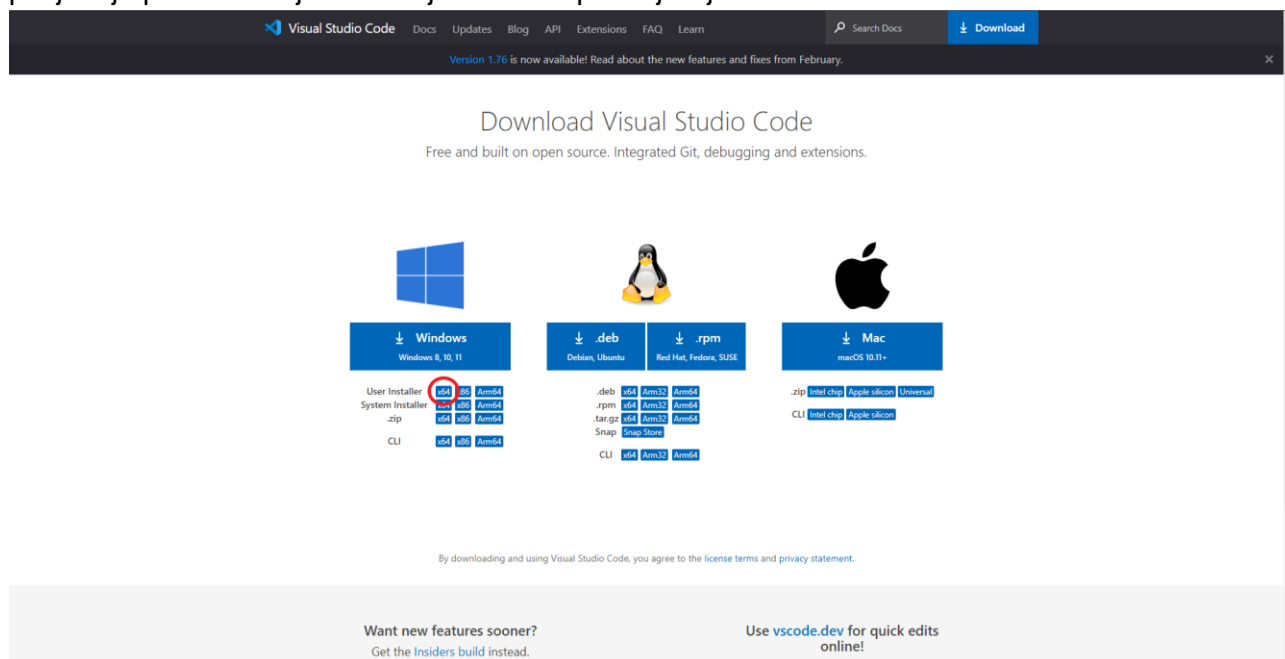 Visual Studio Code Docs Updates Blog API Extensions FAQ Learn Search Docs Download
Version 1.76 is now available! Read about the new features and fixes from February.
Download Visual Studio Code
Free and built on open source. Integrated Git, debugging and extensions.
Windows
Windows 8, 10, 11
User Installer x64 x86 Arm64
System Installer x64 x86 Arm64
.zip x64 x86 Arm64
CLI x64 x86 Arm64
.deb
Debian, Ubuntu
.rpm
Red Hat, Fedora, SUSE
.deb x64 Arm32 Arm64
.rpm x64 Arm32 Arm64
.tar.gz x64 Arm32 Arm64
Snap Snap Store
CLI x64 Arm32 Arm64
Mac
macOS 10.11+
.zip Intel chip Apple silicon Universal
CLI Intel chip Apple silicon
By downloading and using Visual Studio Code, you agree to the license terms and privacy statement.
Want new features sooner?
Get the Insiders build instead.
Use vscode.dev for quick edits
online!